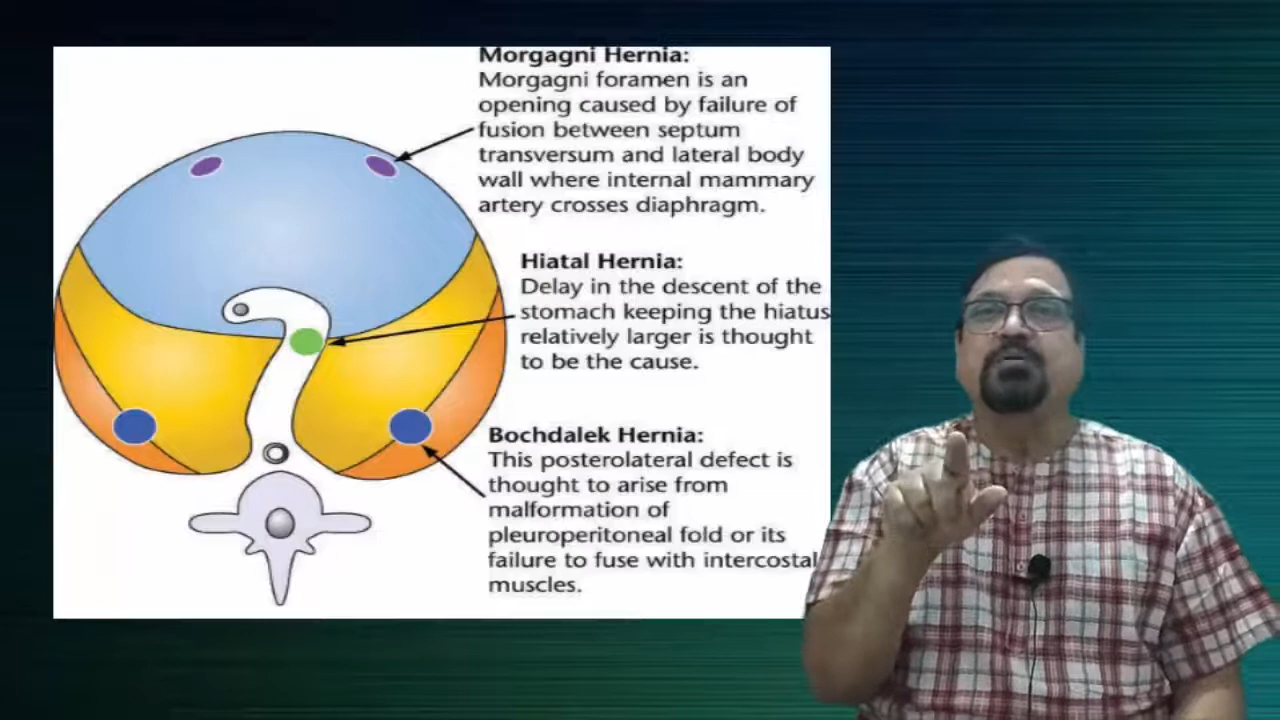 Morgagni Hernia:
Morgagni foramen is an
opening caused by failure of
fusion between septum
transversum and lateral body
wall where internal mammary
artery crosses diaphragm.
Hiatal Hernia:
Delay in the descent of the
stomach keeping the hiatus
relatively larger is thought
to be the cause.
Bochdalek Hernia:
This posterolateral defect is
thought to arise from
malformation of
pleuroperitoneal fold or its
failure to fuse with intercostal
muscles.